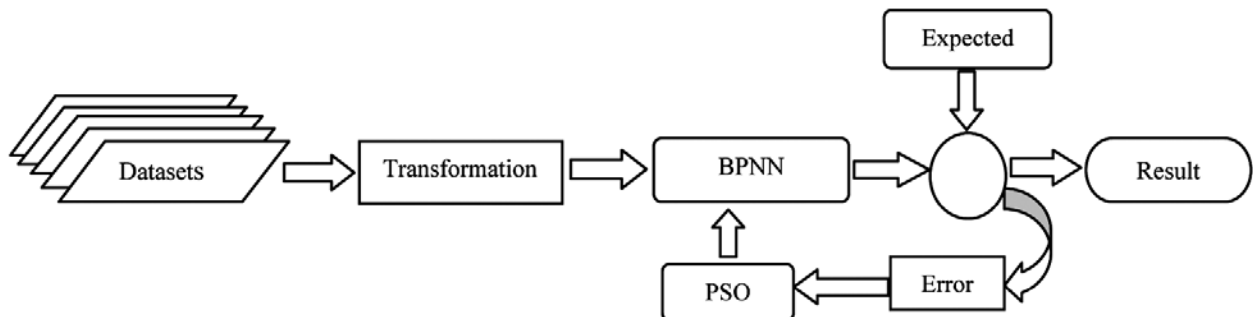 Expected
Datasets
Transformation
BPNN
Result
PSO
Error